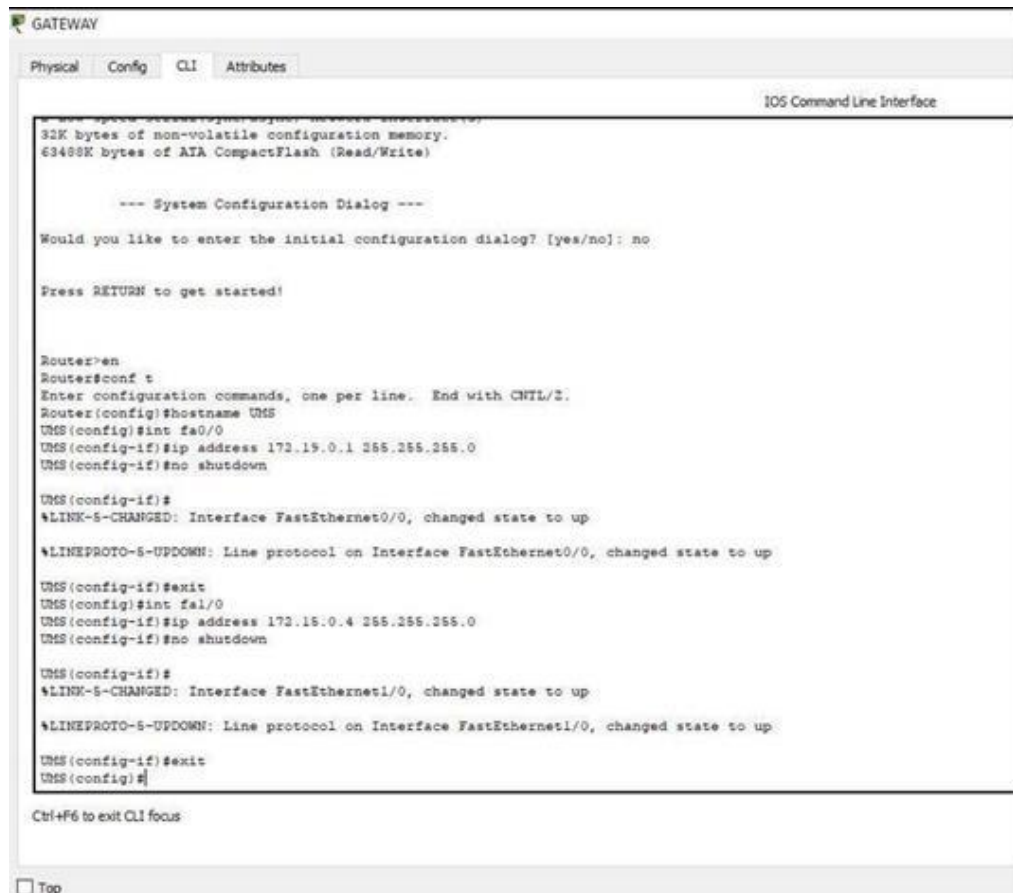 GATEWAY
Physical Config CLI Attributes
IOS Command Line Interface
32K bytes of non-volatile configuration memory.
63488K bytes of ATA CompactFlash (Read/Write)
--- System Configuration Dialog ---
Would you like to enter the initial configuration dialog? [yes/no]: no
Press RETURN to get started!
Router>en
Router#conf t
Enter configuration commands, one per line. End with CNTL/Z.
Router(config)#hostname UMS
UMS(config)#int fa0/0
UMS(config-if)#ip address 172.19.0.1 255.255.255.0
UMS(config-if)#no shutdown
UMS(config-if)#
%LINK-5-CHANGED: Interface FastEthernet0/0, changed state to up
%LINEPROTO-5-UPDOWN: Line protocol on Interface FastEthernet0/0, changed state to up
UMS(config-if)#exit
UMS(config)#int fa1/0
UMS(config-if)#ip address 172.15.0.4 255.255.255.0
UMS(config-if)#no shutdown
UMS(config-if)#
%LINK-5-CHANGED: Interface FastEthernet1/0, changed state to up
%LINEPROTO-5-UPDOWN: Line protocol on Interface FastEthernet1/0, changed state to up
UMS(config-if)#exit
UMS(config)#
Ctrl+F6 to exit CLI focus
Top